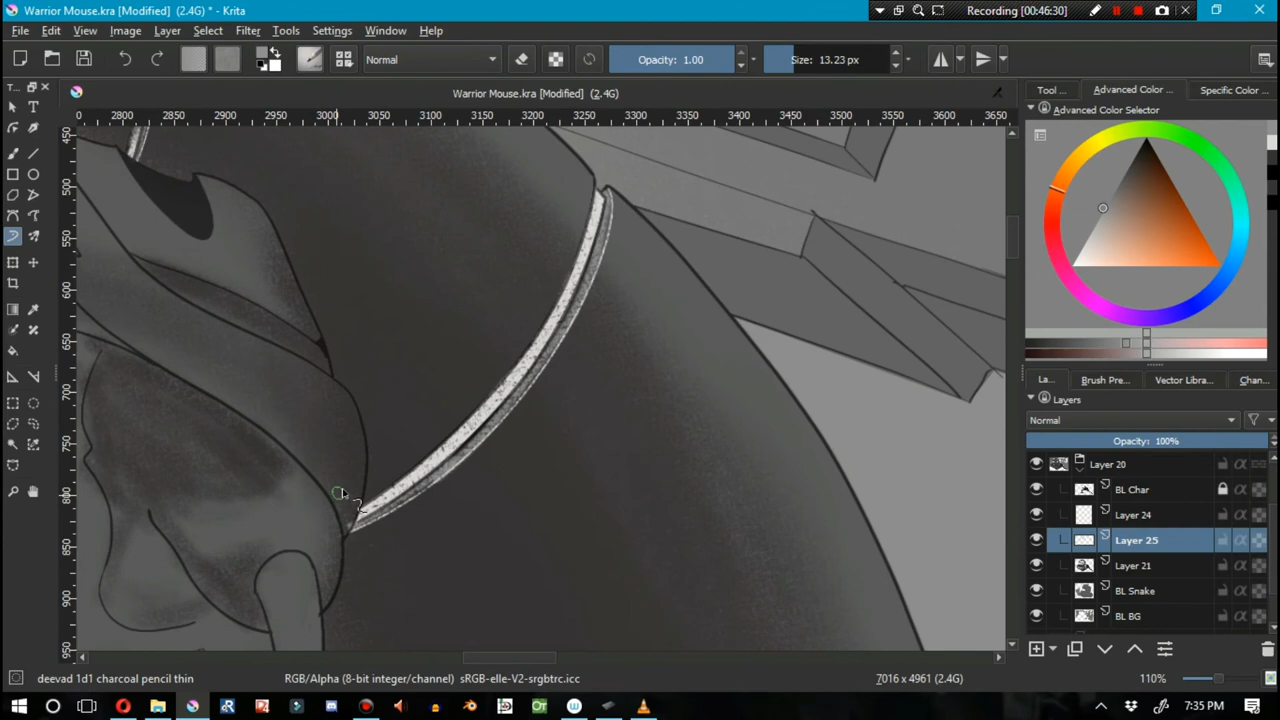 Warrior Mouse.kra [Modified] (2.4G) * - Krita
Recording [00:46:30]
File Edit View Image Layer Select Filter Tools Settings Window Help
Normal
Opacity: 1.00
Size: 13.23 px
T...
Warrior Mouse.kra [Modified] (2.4G)
Tool ...
Advanced Color ...
Specific Color ...
2800 2850 2900 2950 3000 3050 3100 3150 3200 3250 3300 3350 3400 3450 3500 3550 3600 3650
Advanced Color Selector
450
500
550
600
650
700
750
800
850
900
950
La...
Brush Pre...
Vector Libra...
Chan...
Layers
Normal
Opacity: 100%
Layer 20
BL Char
Layer 24
Layer 25
Layer 21
BL Snake
BL BG
deevad 1d1 charcoal pencil thin
RGB/Alpha (8-bit integer/channel) sRGB-elle-V2-srgbtrc.icc
7016 x 4961 (2.4G)
110%
7:35 PM